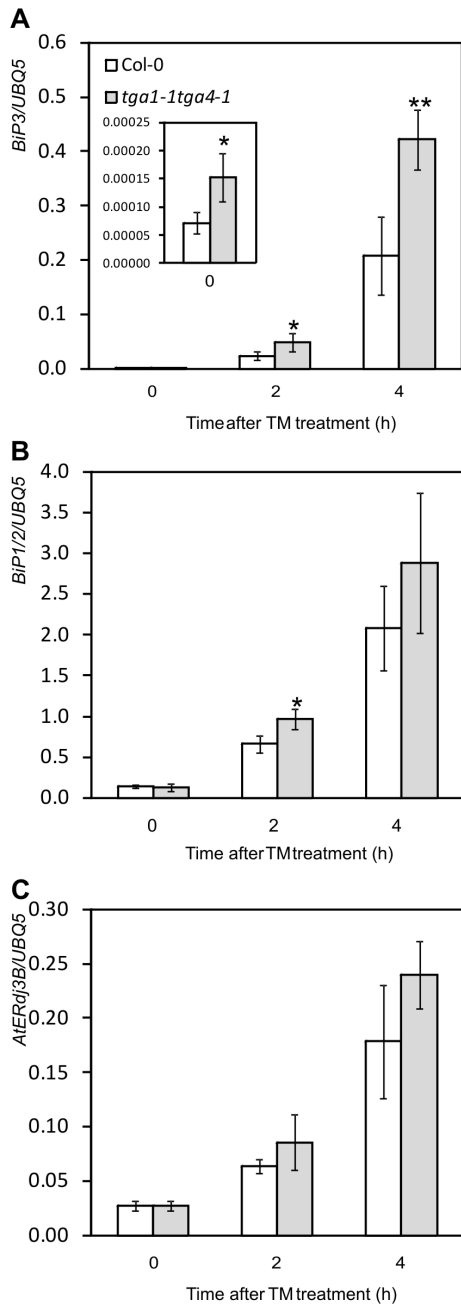 A
BiP3/UBQ5
0.6
0.5
0.4
0.3
0.2
0.1
0.0
Col-0
tga1-1tga4-1
0.00025
0.00020
0.00015
0.00010
0.00005
0.00000
*
0
*
**
0 2 4
Time after TM treatment (h)
B
BiP1/2/UBQ5
4.0
3.5
3.0
2.5
2.0
1.5
1.0
0.5
0.0
*
0 2 4
Time after TM treatment (h)
C
AtERdj3B/UBQ5
0.30
0.25
0.20
0.15
0.10
0.05
0.00
0 2 4
Time after TM treatment (h)